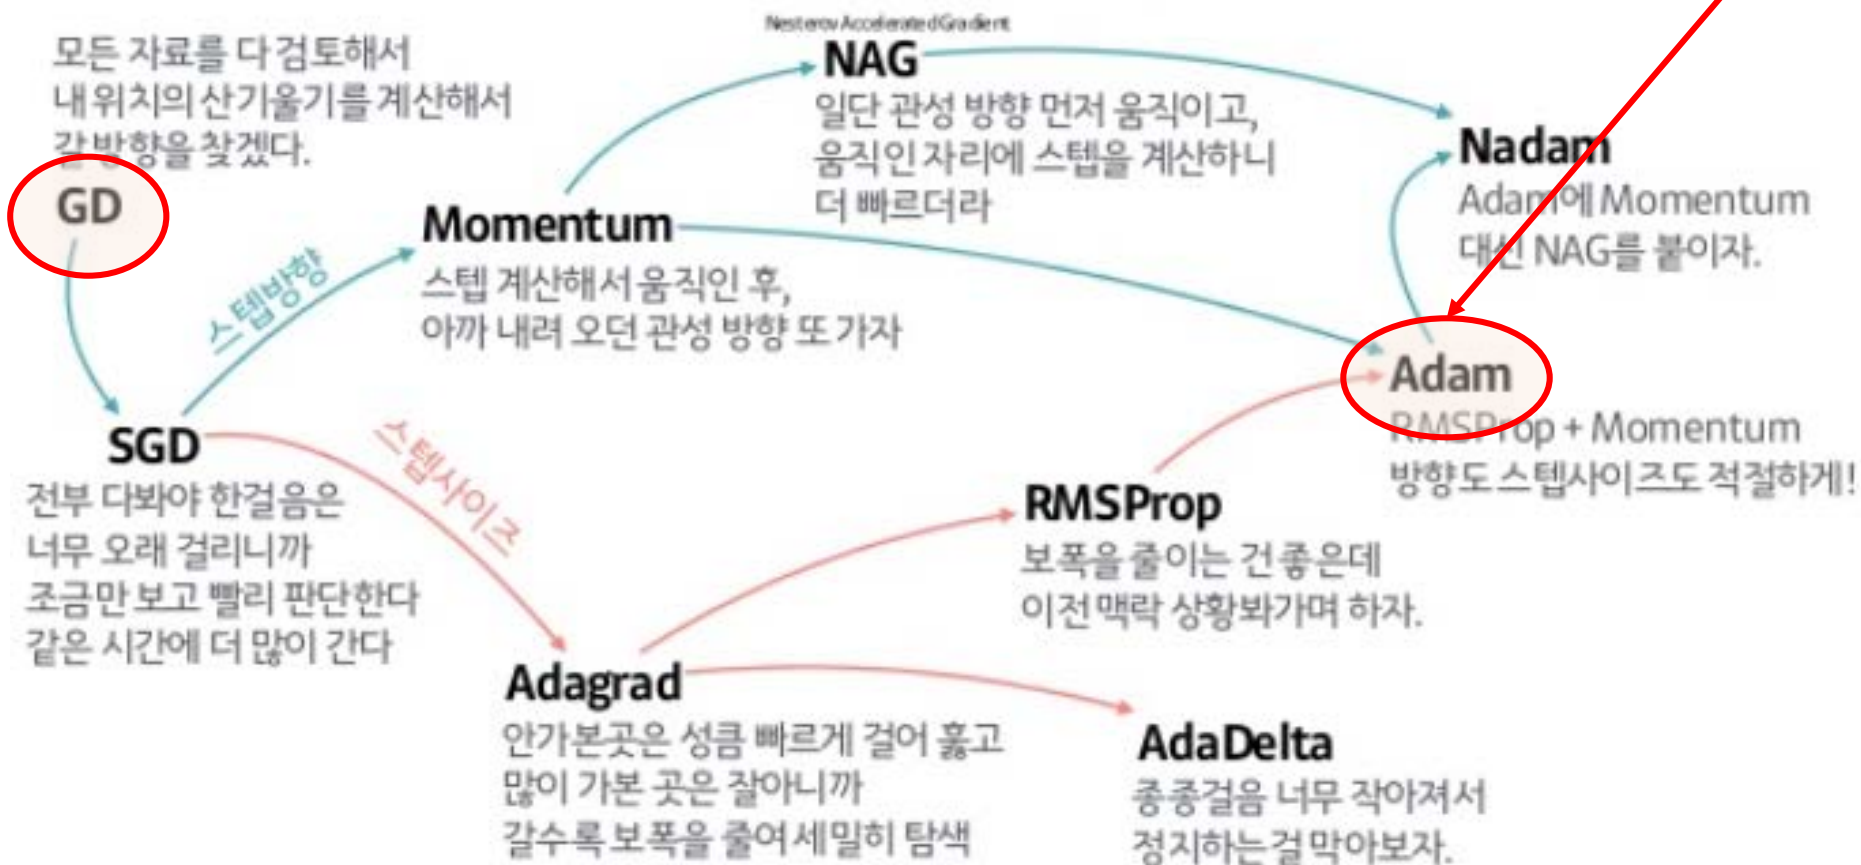 모든 자료를 다 검토해서
내 위치의 산기울기를 계산해서
갈 방향을 찾겠다.
GD
스텝방향
SGD
전부 다봐야 한걸음은
너무 오래 걸리니까
조금만 보고 빨리 판단한다
같은 시간에 더 많이 간다
Momentum
스텝 계산해서 움직인 후,
아까 내려 오던 관성 방향 또 가자
Nesterov Accelerated Gradient
NAG
일단 관성 방향 먼저 움직이고,
움직인 자리에 스텝을 계산하니
더 빠르더라
Nadam
Adam에 Momentum
대신 NAG를 붙이자.
Adam
RMSProp + Momentum
방향도 스텝사이즈도 적절하게!
스텝사이즈
RMSProp
보폭을 줄이는 건 좋은데
이전 맥락 상황봐가며 하자.
Adagrad
안가본곳은 성큼 빠르게 걸어 훓고
많이 가본 곳은 잘아니까
갈수록 보폭을 줄여 세밀히 탐색
AdaDelta
종종걸음 너무 작아져서
정지하는걸 막아보자.